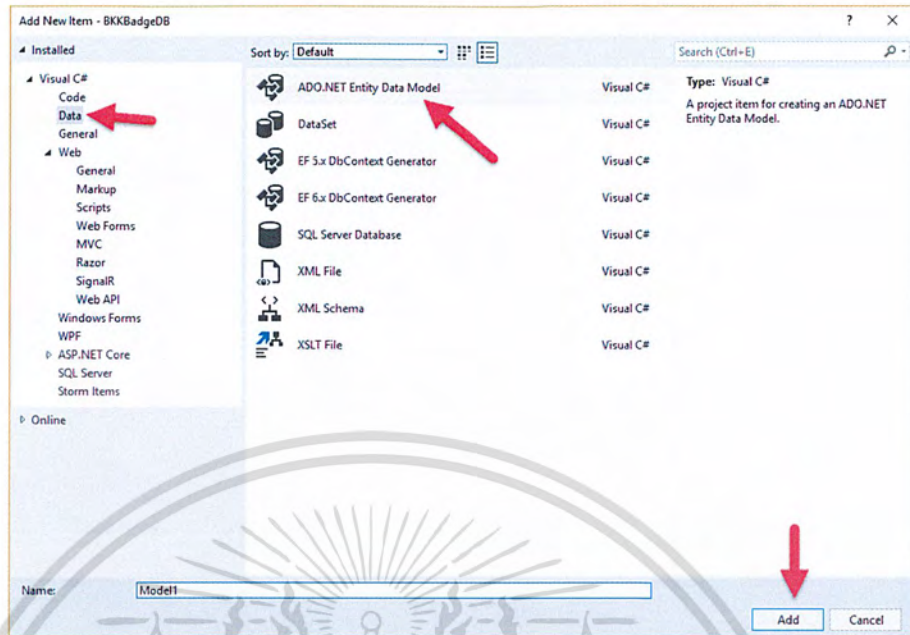 Add New Item - BKKBadgeDB ? ×
Installed
Sort by: Default
Search (Ctrl+E)
Visual C#
Code
Data
General
Web
General
Markup
Scripts
Web Forms
MVC
Razor
SignalR
Web API
Windows Forms
WPF
ASP.NET Core
SQL Server
Storm Items
Online
ADO.NET Entity Data Model Visual C#
DataSet Visual C#
EF 5.x DbContext Generator Visual C#
EF 6.x DbContext Generator Visual C#
SQL Server Database Visual C#
XML File Visual C#
XML Schema Visual C#
XSLT File Visual C#
Type: Visual C#
A project item for creating an ADO.NET
Entity Data Model.
Name: Model1
Add Cancel